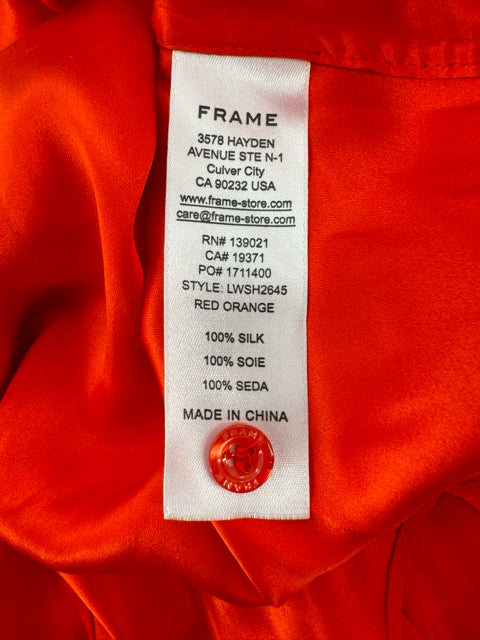 FRAME
3578 HAYDEN
AVENUE STE N-1
Culver City
CA 90232 USA
www.frame-store.com
care@frame-store.com
RN# 139021
CA# 19371
PO# 1711400
STYLE: LWSH2645
RED ORANGE
100% SILK
100% SOIE
100% SEDA
MADE IN CHINA
FRAME
FRAME